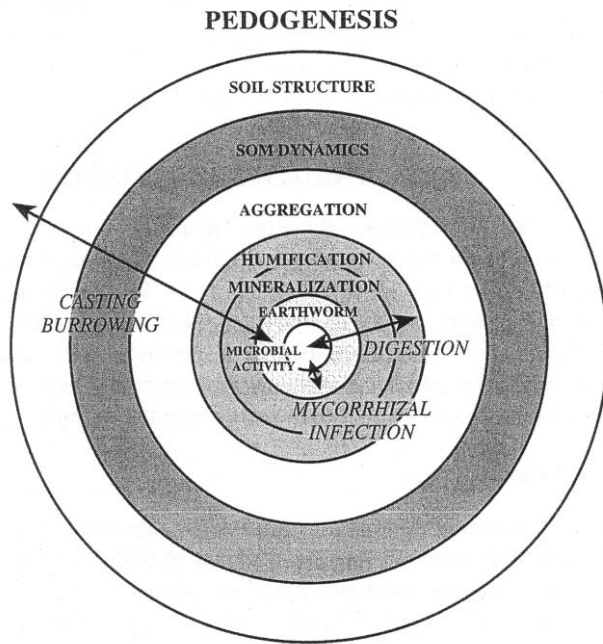 PEDOGENESIS
SOIL STRUCTURE
SOM DYNAMICS
AGGREGATION
HUMIFICATION
MINERALIZATION
EARTHWORM
CASTING
BURROWING
MICROBIAL
ACTIVITY
DIGESTION
MYCORRHIZAL
INFECTION